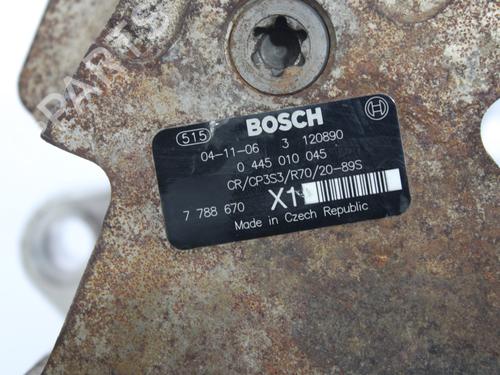 515
BOSCH
04-11-06 3 120890
0 445 010 045
CR/CP3S3/R70/20-89S
7 788 670 X1
Made in Czech Republic